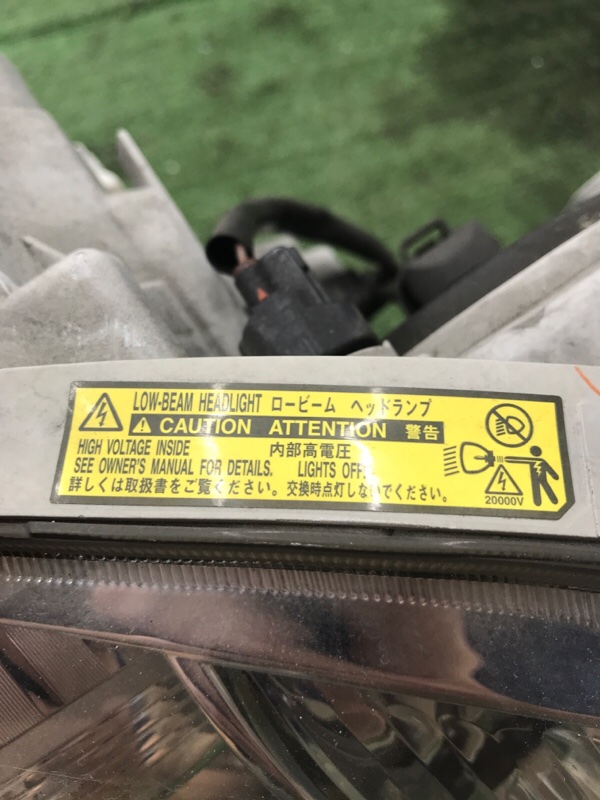 LOW-BEAM HEADLIGHT ロービーム ヘッドランプ
CAUTION ATTENTION 警告
HIGH VOLTAGE INSIDE 内部高電圧
SEE OWNER'S MANUAL FOR DETAILS. LIGHTS OFF
詳しくは取扱書をご覧ください。交換時点灯しないでください。
20000V